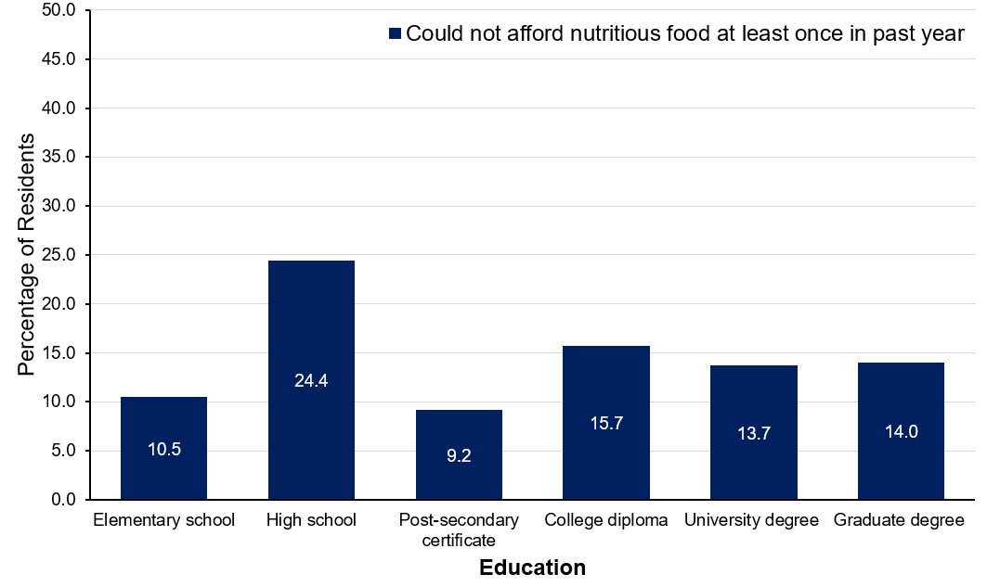 50.0
Could not afford nutritious food at least once in past year
45.0
40.0
35.0
30.0
25.0
20.0
15.0
10.0
5.0
0.0
Percentage of Residents
10.5
24.4
9.2
15.7
13.7
14.0
Elementary school
High school
Post-secondary
certificate
College diploma
University degree
Graduate degree
Education